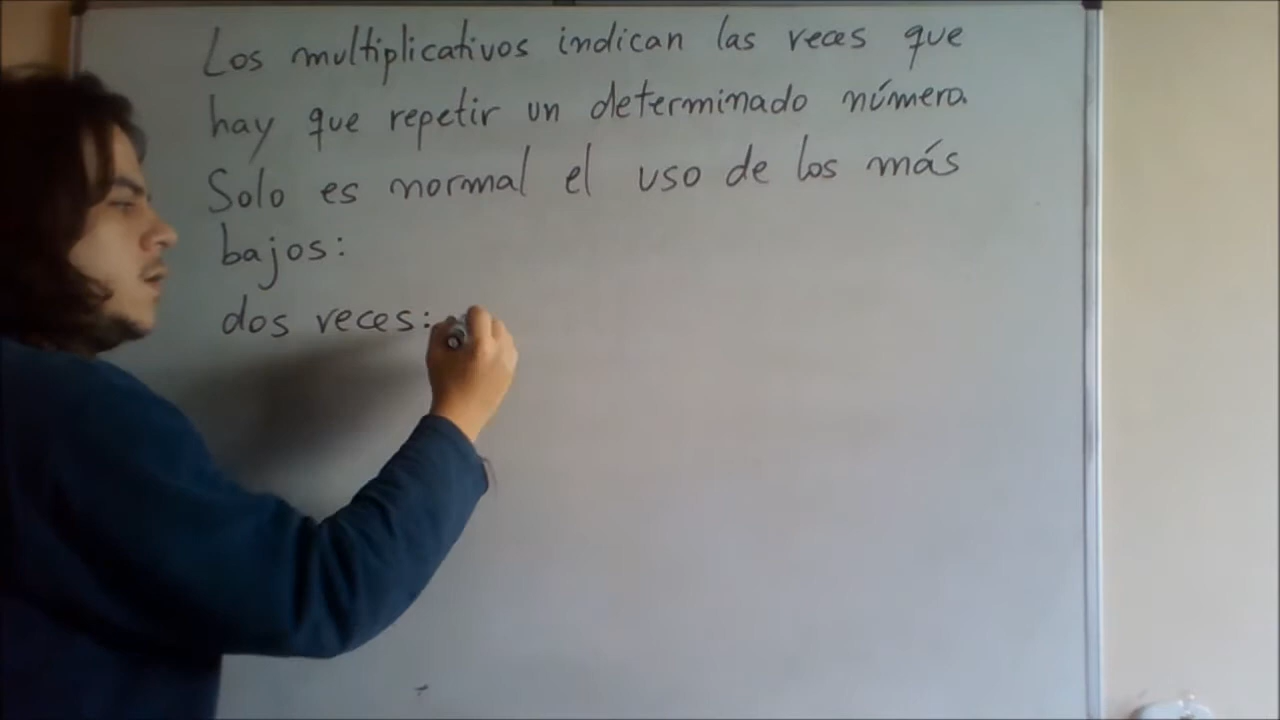 Los multiplicativos indican las veces que
hay que repetir un determinado número.
Solo es normal el uso de los más
bajos:
dos veces: